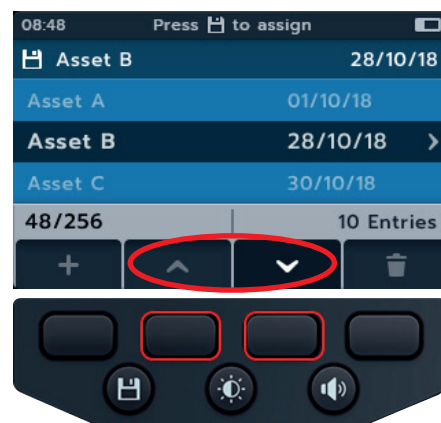 08:48 Press to assign
Asset B 28/10/18
Asset A 01/10/18
Asset B 28/10/18
Asset C 30/10/18
48/256 10 Entries